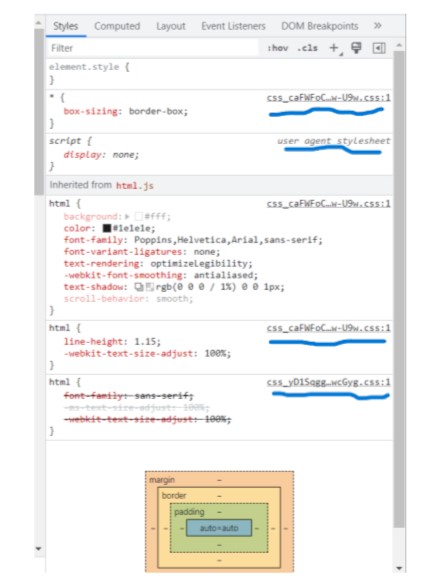 Styles Computed Layout Event Listeners DOM Breakpoints »
Filter :hov .cls +
element.style {
}
* { css_caFWFoC…w-U9w.css:1
box-sizing: border-box;
}
script { user agent stylesheet
display: none;
}
Inherited from html.js
html { css_caFWFoC…w-U9w.css:1
background: #fff;
color: #1e1e1e;
font-family: Poppins,Helvetica,Arial,sans-serif;
font-variant-ligatures: none;
text-rendering: optimizeLegibility;
-webkit-font-smoothing: antialiased;
text-shadow: rgb(0 0 0 / 1%) 0 0 1px;
scroll-behavior: smooth;
}
html { css_caFWFoC…w-U9w.css:1
line-height: 1.15;
-webkit-text-size-adjust: 100%;
}
html { css_yD1Sqgg…wcGyg.css:1
font-family: sans-serif;
-ms-text-size-adjust: 100%;
-webkit-text-size-adjust: 100%;
}
margin –
border –
padding –
– – – auto×auto – – –
–
–